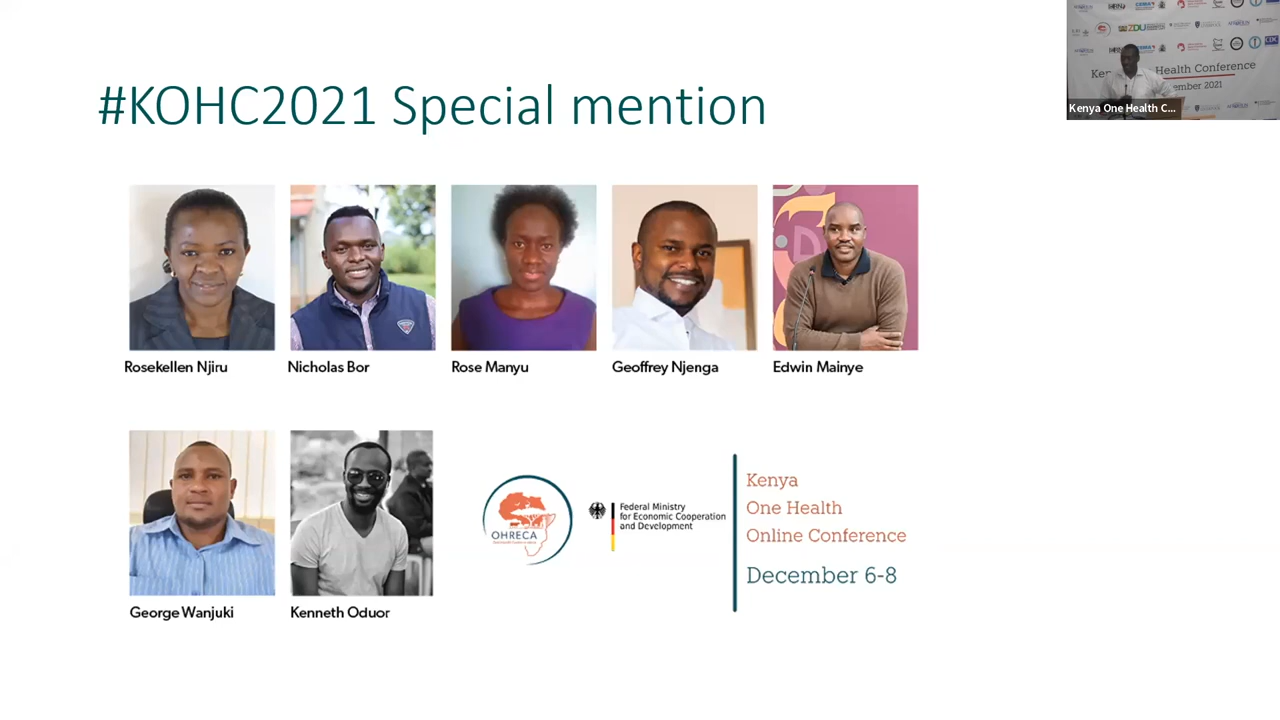 #KOHC2021 Special mention
Health Conference
ember 2021
Kenya One Health C...
Rosekellen Njiru
Nicholas Bor
Rose Manyu
Geoffrey Njenga
Edwin Mainye
George Wanjuki
Kenneth Oduor
OHRECA
Federal Ministry
for Economic Cooperation
and Development
Kenya
One Health
Online Conference
December 6-8